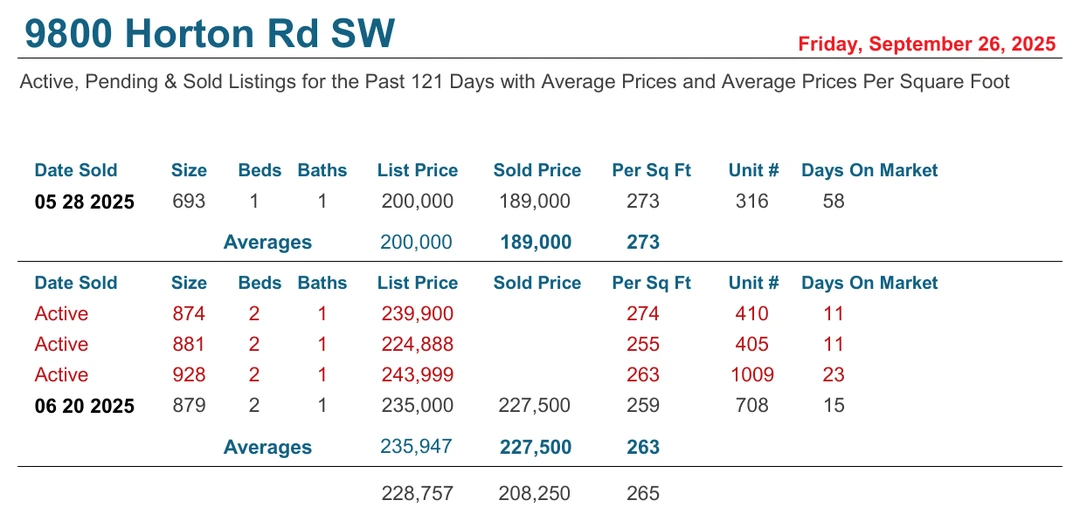 9800 Horton Rd SW
Friday, September 26, 2025
Active, Pending & Sold Listings for the Past 121 Days with Average Prices and Average Prices Per Square Foot
Date Sold Size Beds Baths List Price Sold Price Per Sq Ft Unit # Days On Market
05 28 2025 693 1 1 200,000 189,000 273 316 58
Averages 200,000 189,000 273
Date Sold Size Beds Baths List Price Sold Price Per Sq Ft Unit # Days On Market
Active 874 2 1 239,900 274 410 11
Active 881 2 1 224,888 255 405 11
Active 928 2 1 243,999 263 1009 23
06 20 2025 879 2 1 235,000 227,500 259 708 15
Averages 235,947 227,500 263
228,757 208,250 265